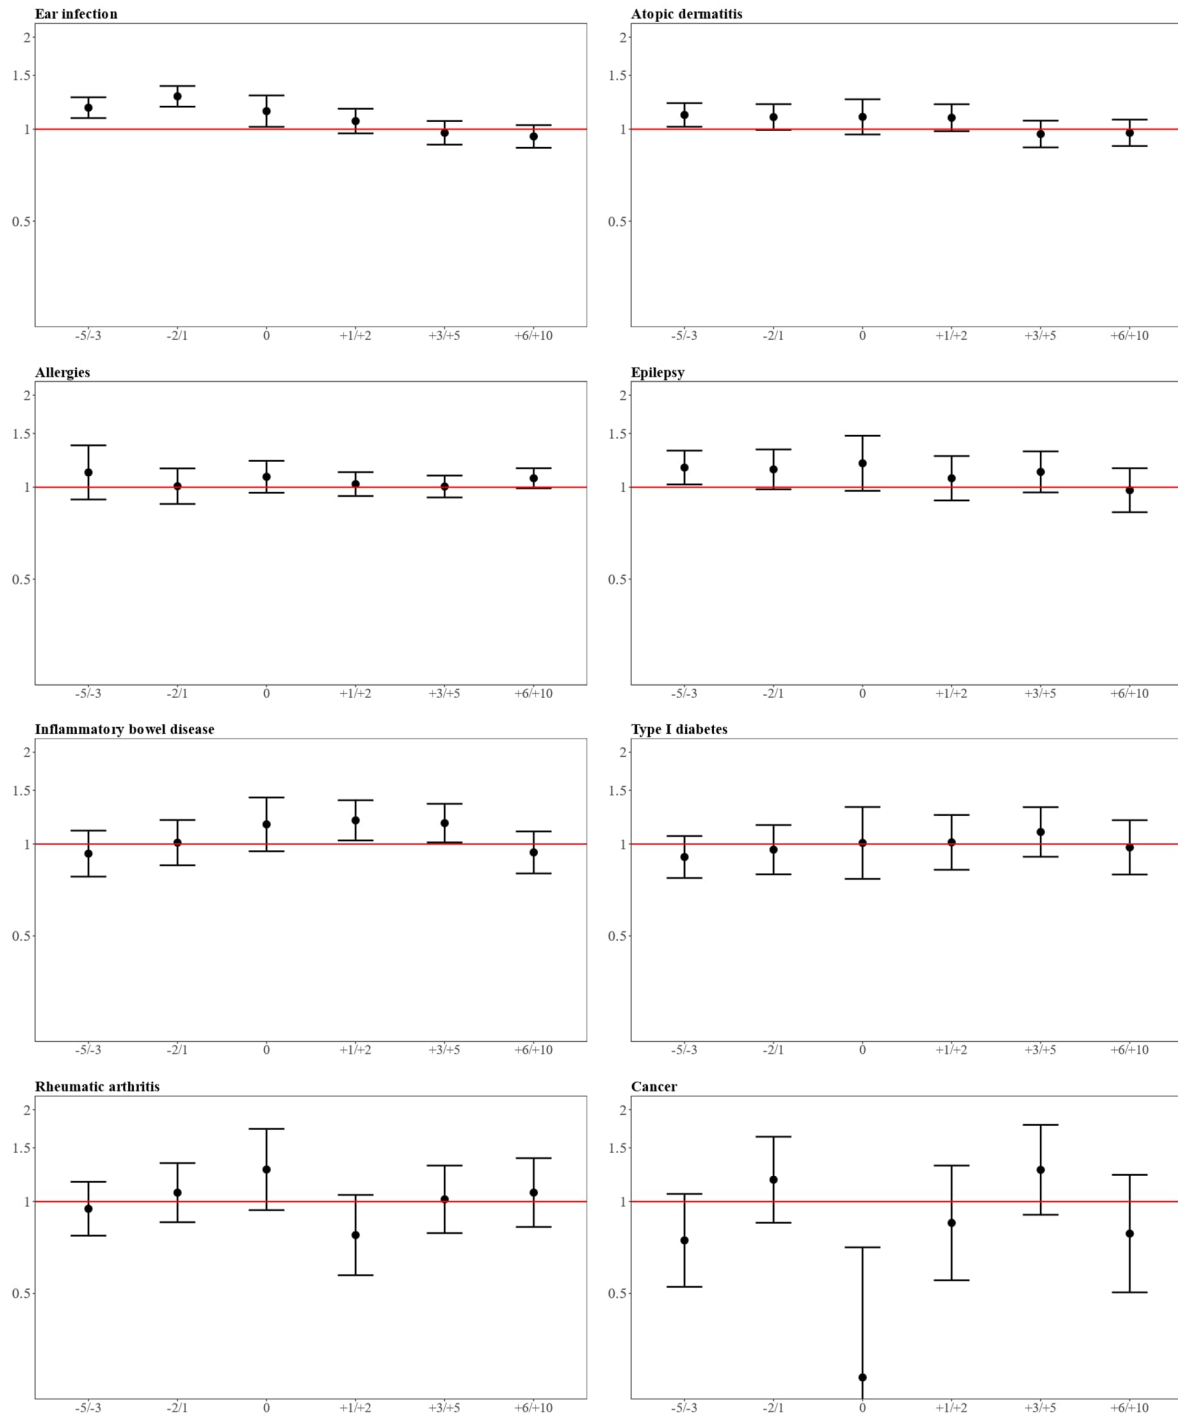 Ear infection
2
1.5
1
0.5
-5/-3 -2/1 0 +1/+2 +3/+5 +6/+10
Atopic dermatitis
2
1.5
1
0.5
-5/-3 -2/1 0 +1/+2 +3/+5 +6/+10
Allergies
2
1.5
1
0.5
-5/-3 -2/1 0 +1/+2 +3/+5 +6/+10
Epilepsy
2
1.5
1
0.5
-5/-3 -2/1 0 +1/+2 +3/+5 +6/+10
Inflammatory bowel disease
2
1.5
1
0.5
-5/-3 -2/1 0 +1/+2 +3/+5 +6/+10
Type I diabetes
2
1.5
1
0.5
-5/-3 -2/1 0 +1/+2 +3/+5 +6/+10
Rheumatic arthritis
2
1.5
1
0.5
-5/-3 -2/1 0 +1/+2 +3/+5 +6/+10
Cancer
2
1.5
1
0.5
-5/-3 -2/1 0 +1/+2 +3/+5 +6/+10